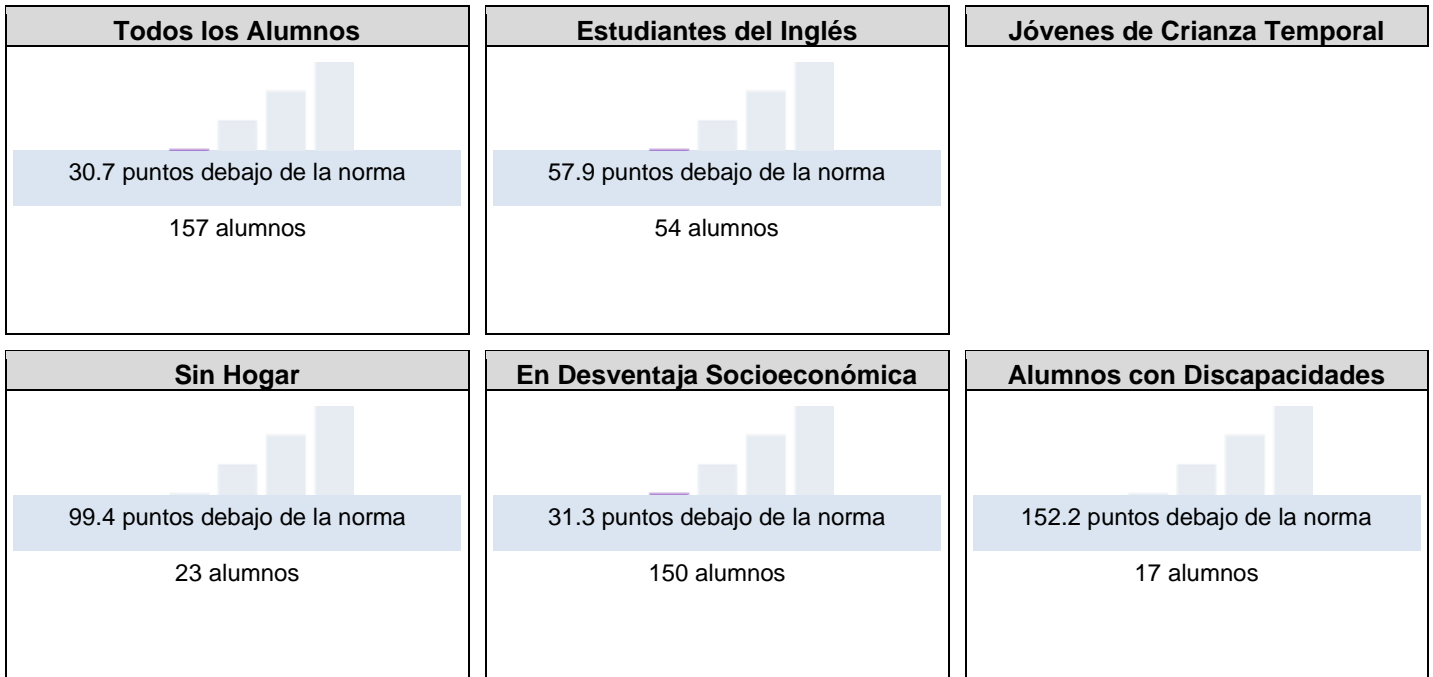 Todos los Alumnos
30.7 puntos debajo de la norma
157 alumnos
Estudiantes del Inglés
57.9 puntos debajo de la norma
54 alumnos
Jóvenes de Crianza Temporal
Sin Hogar
99.4 puntos debajo de la norma
23 alumnos
En Desventaja Socioeconómica
31.3 puntos debajo de la norma
150 alumnos
Alumnos con Discapacidades
152.2 puntos debajo de la norma
17 alumnos